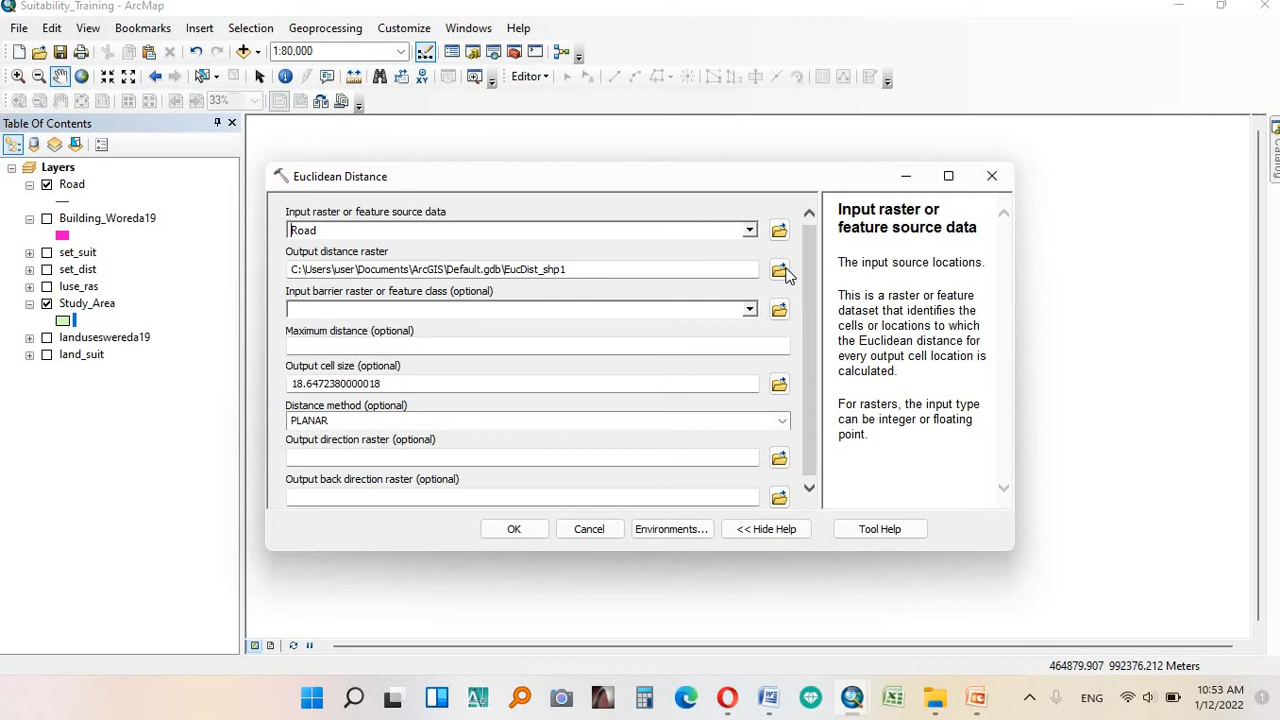 Suitability_Training - ArcMap
File Edit View Bookmarks Insert Selection Geoprocessing Customize Windows Help
1:80,000
Editor
33%
Table Of Contents
Layers
Road
Building_Woreda19
set_suit
set_dist
luse_ras
Study_Area
landuseswereda19
land_suit
Euclidean Distance
Input raster or feature source data
Road
Output distance raster
C:\Users\user\Documents\ArcGIS\Default.gdb\EucDist_shp1
Input barrier raster or feature class (optional)
Maximum distance (optional)
Output cell size (optional)
18.6472380000018
Distance method (optional)
PLANAR
Output direction raster (optional)
Output back direction raster (optional)
OK Cancel Environments... << Hide Help Tool Help
Input raster or
feature source data
The input source locations.
This is a raster or feature
dataset that identifies the
cells or locations to which
the Euclidean distance for
every output cell location is
calculated.
For rasters, the input type
can be integer or floating
point.
Catalog
464879.907 992376.212 Meters
ENG
10:53 AM
1/12/2022